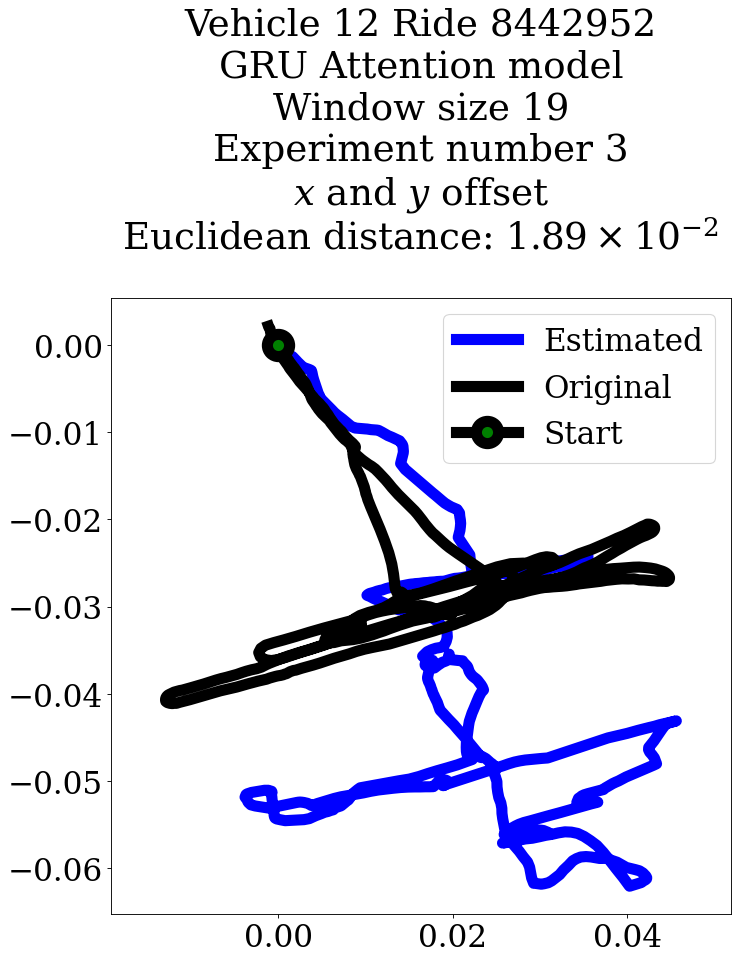 Vehicle 12 Ride 8442952
GRU Attention model
Window size 19
Experiment number 3
x and y offset
Euclidean distance: 1.89 × 10⁻²
Estimated
Original
Start
0.00
−0.01
−0.02
−0.03
−0.04
−0.05
−0.06
0.00 0.02 0.04